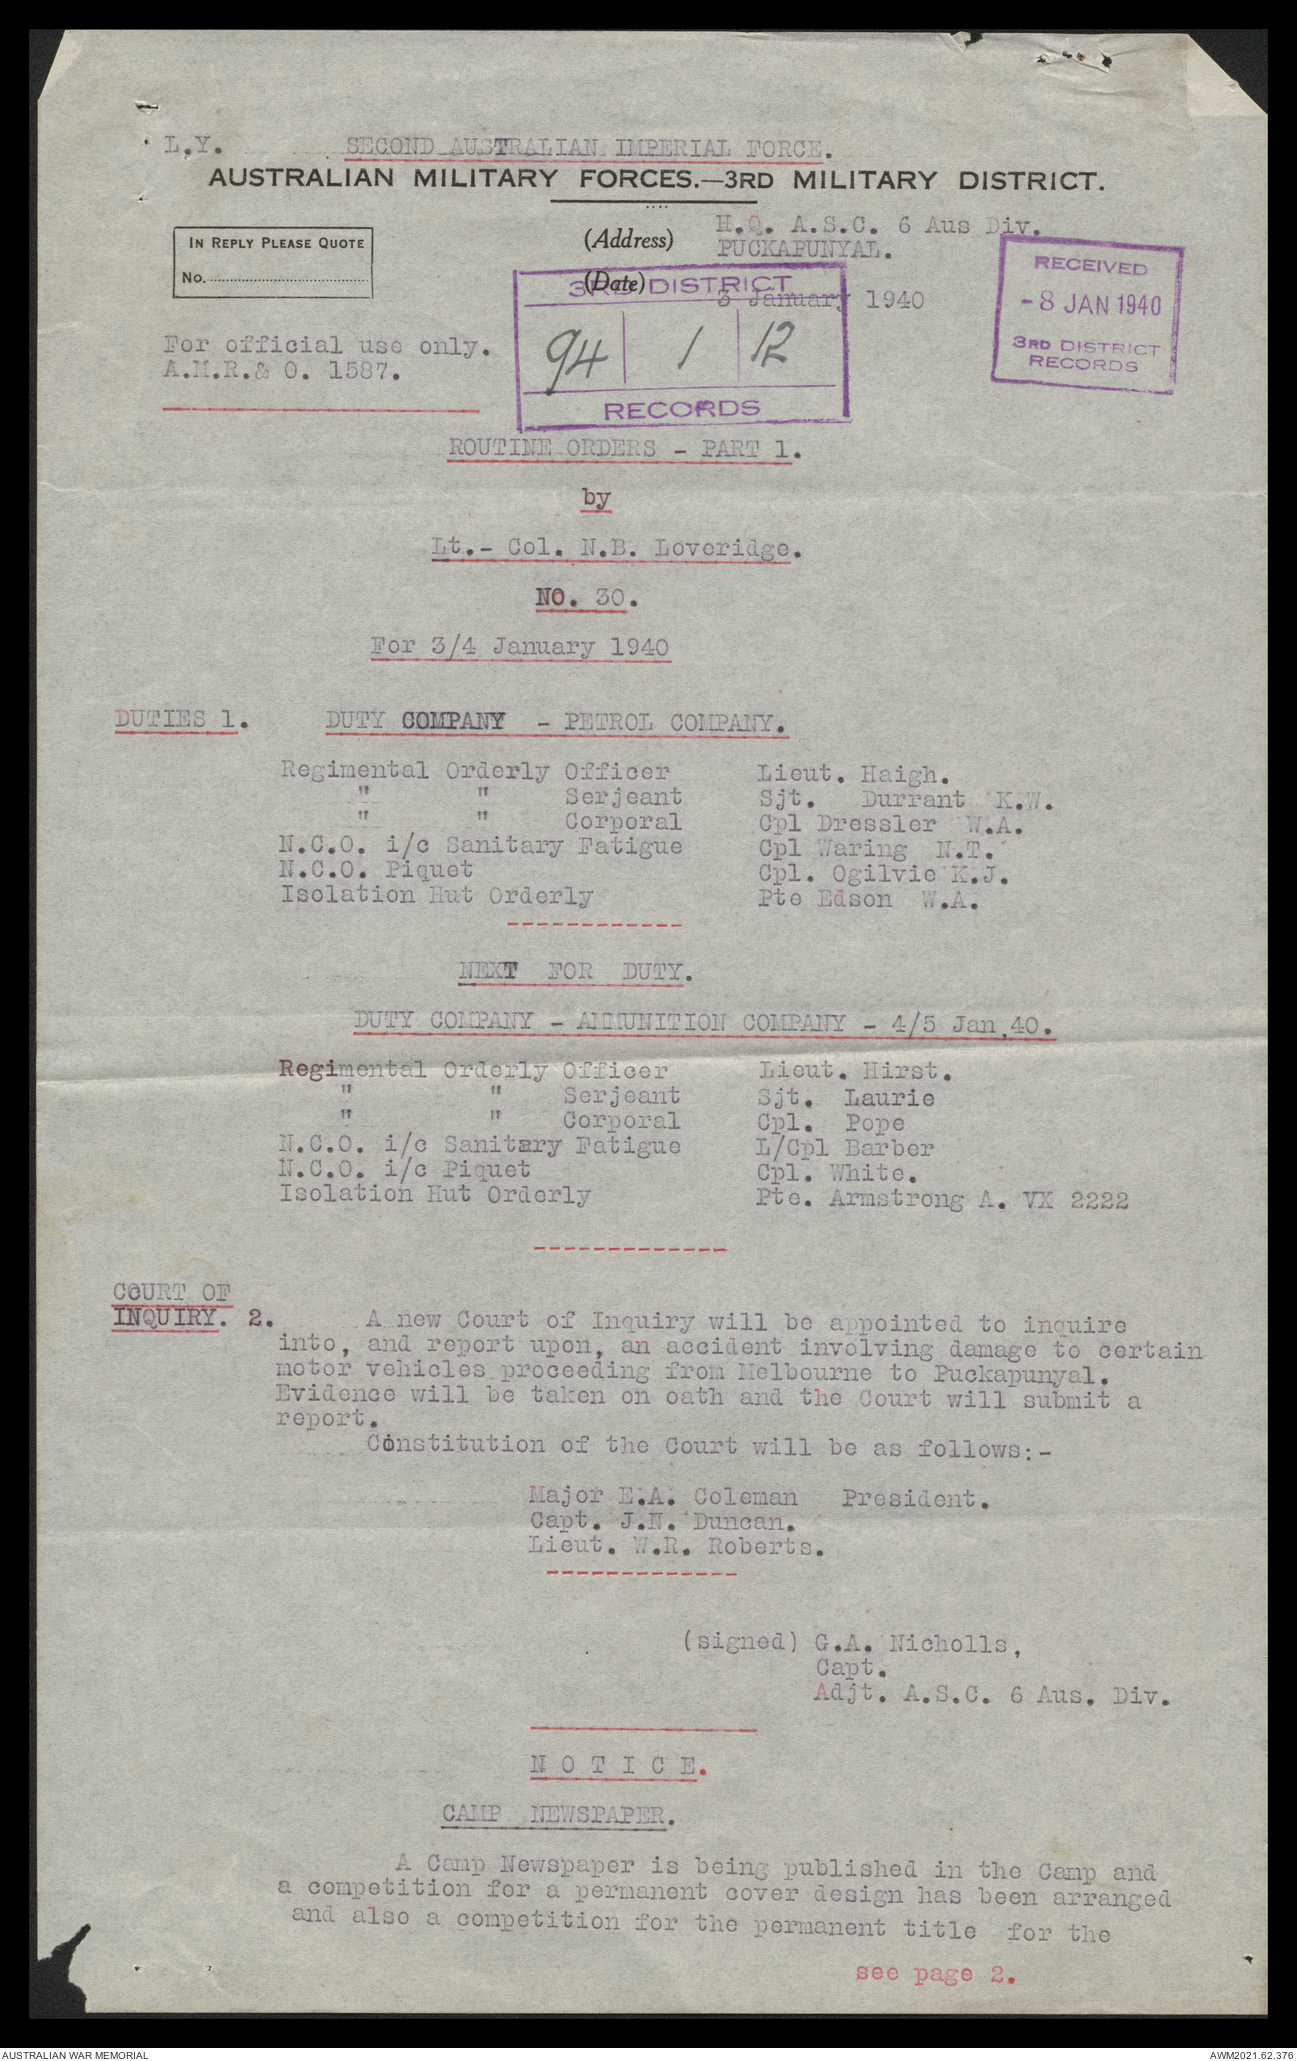 L.Y. SECOND AUSTRALIAN IMPERIAL FORCE.
AUSTRALIAN MILITARY FORCES.—3RD MILITARY DISTRICT.
IN REPLY PLEASE QUOTE
No.
(Address) H.Q. A.S.C. 6 Aus Div.
PUCKAPUNYAL.
(Date) 3 January 1940
3RD DISTRICT
94 1 12
RECORDS
RECEIVED
-8 JAN 1940
3RD DISTRICT
RECORDS
For official use only.
A.M.R.& O. 1587.
ROUTINE ORDERS - PART 1.
by
Lt.- Col. N.B. Loveridge.
NO. 30.
For 3/4 January 1940
DUTIES 1. DUTY COMPANY - PETROL COMPANY.
Regimental Orderly Officer Lieut. Haigh.
" " Serjeant Sjt. Durrant K.W.
" " Corporal Cpl Dressler W.A.
N.C.O. i/c Sanitary Fatigue Cpl Waring N.T.
N.C.O. Piquet Cpl. Ogilvie K.J.
Isolation Hut Orderly Pte Edson W.A.
NEXT FOR DUTY.
DUTY COMPANY - AMMUNITION COMPANY - 4/5 Jan,40.
Regimental Orderly Officer Lieut. Hirst.
" " Serjeant Sjt. Laurie
" " Corporal Cpl. Pope
N.C.O. i/c Sanitary Fatigue L/Cpl Barber
N.C.O. i/c Piquet Cpl. White.
Isolation Hut Orderly Pte. Armstrong A. VX 2222
COURT OF
INQUIRY. 2. A new Court of Inquiry will be appointed to inquire
into, and report upon, an accident involving damage to certain
motor vehicles proceeding from Melbourne to Puckapunyal.
Evidence will be taken on oath and the Court will submit a
report.
Constitution of the Court will be as follows:-
Major E.A. Coleman President.
Capt. J.N. Duncan.
Lieut. W.R. Roberts.
(signed) G.A. Nicholls,
Capt.
Adjt. A.S.C. 6 Aus. Div.
N O T I C E.
CAMP NEWSPAPER.
A Camp Newspaper is being published in the Camp and
a competition for a permanent cover design has been arranged
and also a competition for the permanent title for the
see page 2.
AUSTRALIAN WAR MEMORIAL AWM2021.62.376